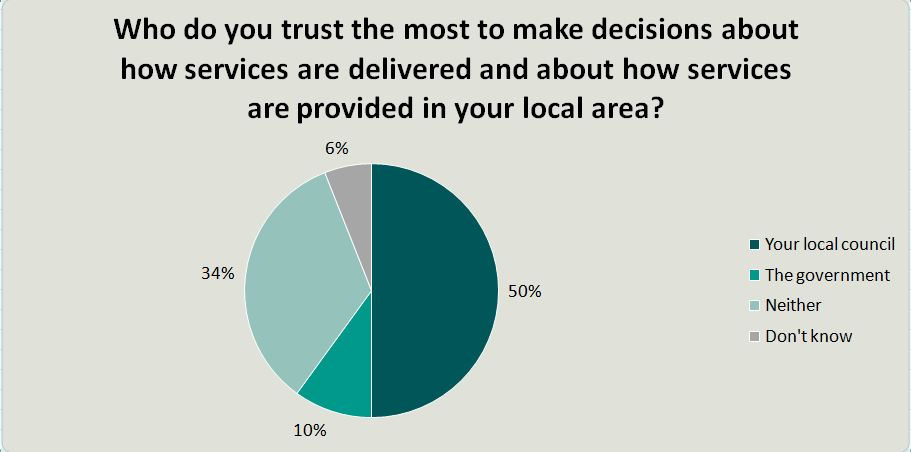 Who do you trust the most to make decisions about
how services are delivered and about how services
are provided in your local area?
6%
34%
50%
10%
Your local council
The government
Neither
Don't know